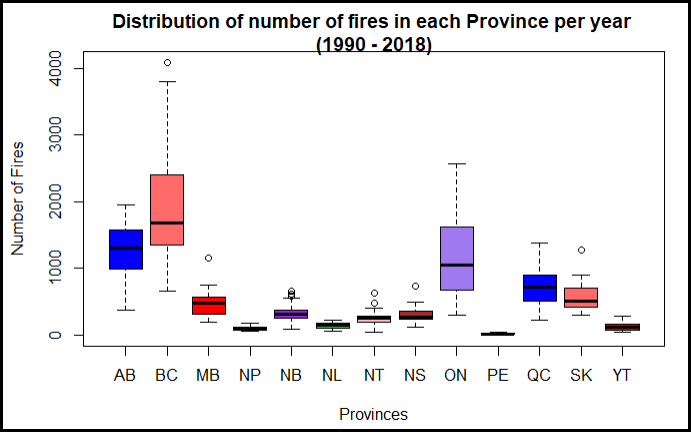 Distribution of number of fires in each Province per year
(1990 - 2018)
Number of Fires
4000
3000
2000
1000
0
AB BC MB NP NB NL NT NS ON PE QC SK YT
Provinces